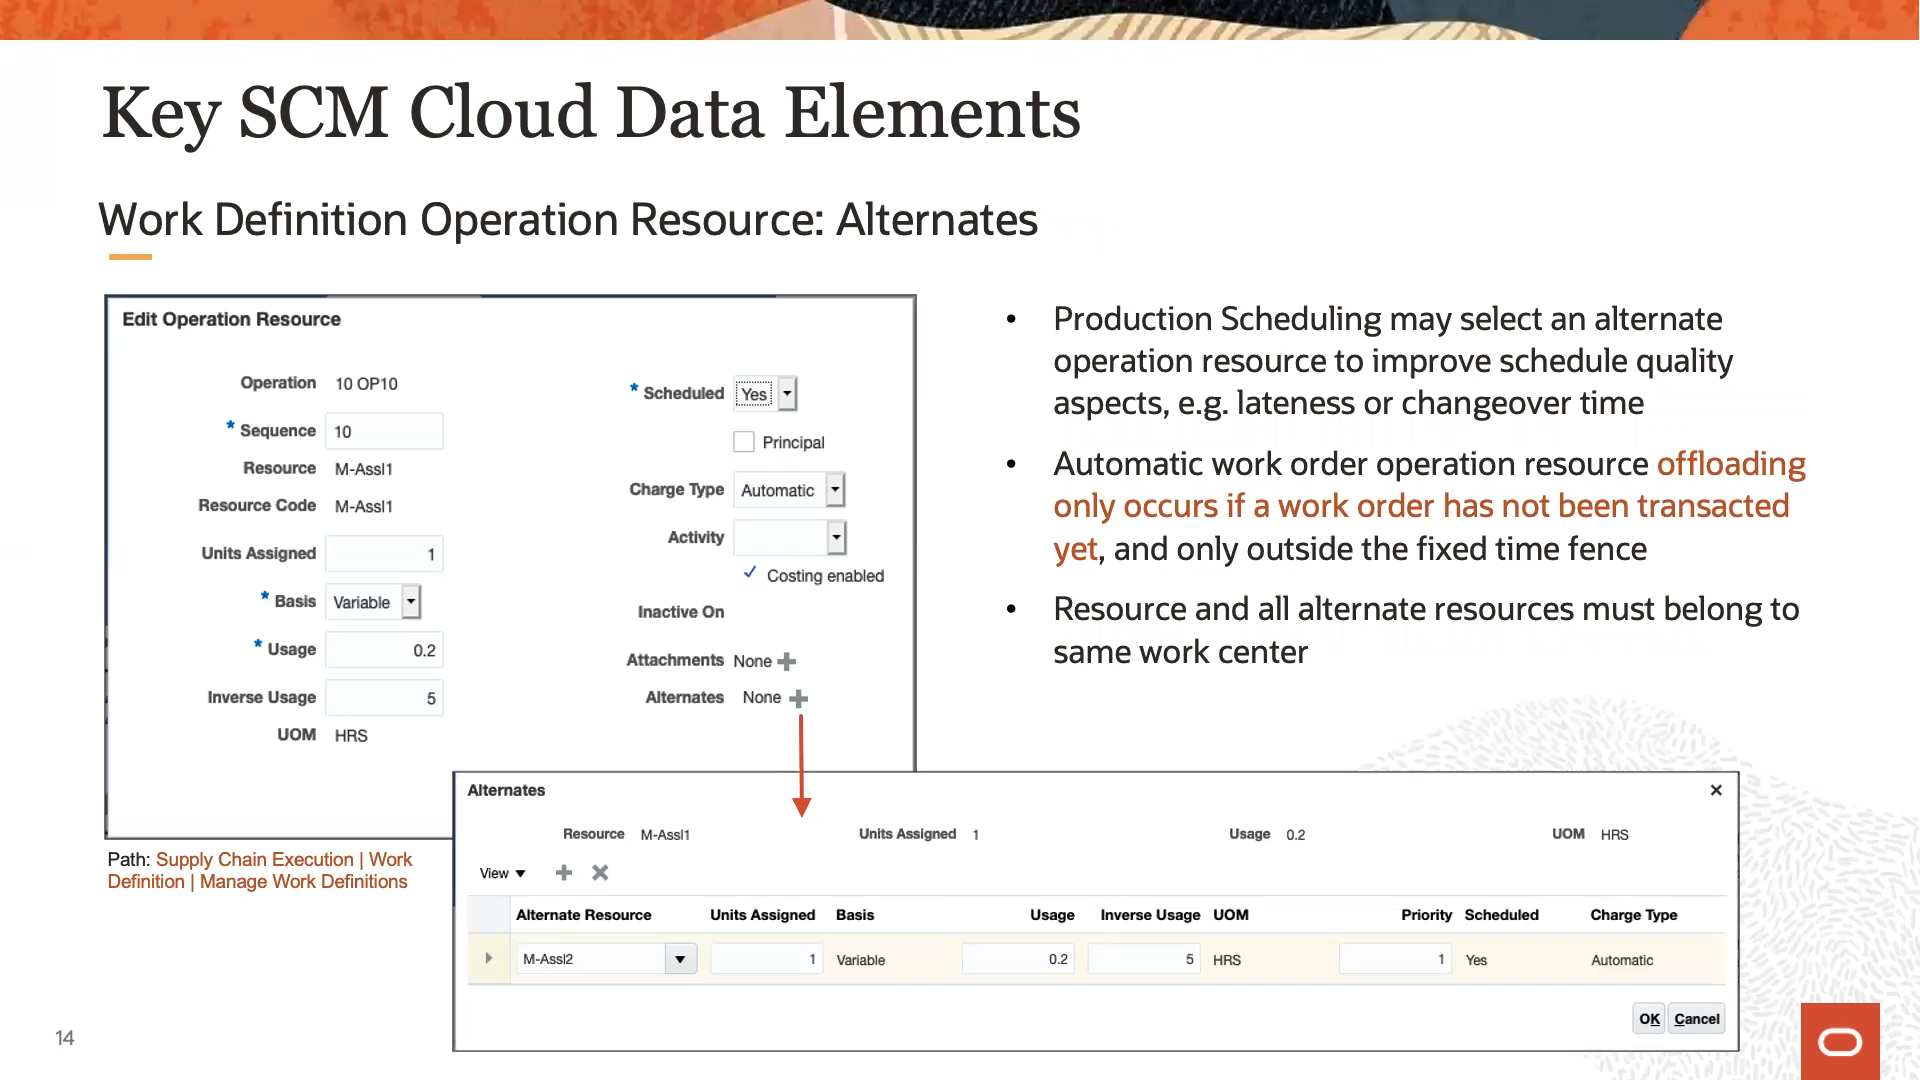 Key SCM Cloud Data Elements
Work Definition Operation Resource: Alternates
Edit Operation Resource
Operation 10 OP10
* Sequence 10
Resource M-Assl1
Resource Code M-Assl1
Units Assigned 1
* Basis Variable
* Usage 0.2
Inverse Usage 5
UOM HRS
* Scheduled Yes
Principal
Charge Type Automatic
Activity
Costing enabled
Inactive On
Attachments None
Alternates None
Path: Supply Chain Execution | Work
Definition | Manage Work Definitions
• Production Scheduling may select an alternate
operation resource to improve schedule quality
aspects, e.g. lateness or changeover time
• Automatic work order operation resource offloading
only occurs if a work order has not been transacted
yet, and only outside the fixed time fence
• Resource and all alternate resources must belong to
same work center
Alternates
Resource M-Assl1 Units Assigned 1 Usage 0.2 UOM HRS
View
Alternate Resource Units Assigned Basis Usage Inverse Usage UOM Priority Scheduled Charge Type
M-Assl2 1 Variable 0.2 5 HRS 1 Yes Automatic
OK Cancel
14